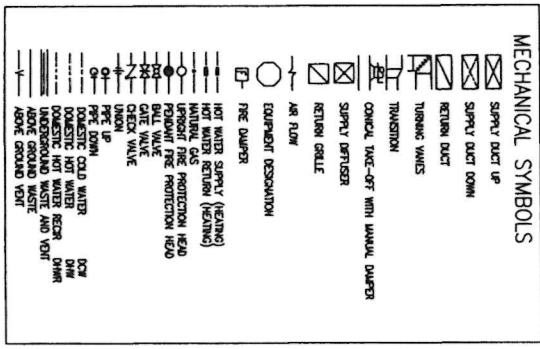 MECHANICAL SYMBOLS
SUPPLY DUCT UP
SUPPLY DUCT DOWN
RETURN DUCT
TURNING VANES
TRANSITION
CONICAL TAKE-OFF WITH MANUAL DAMPER
SUPPLY DIFFUSER
RETURN GRILLE
AIR FLOW
EQUIPMENT DESIGNATION
F
FIRE DAMPER
HOT WATER SUPPLY (HEATING)
HOT WATER RETURN (HEATING)
NATURAL GAS
UPRIGHT FIRE PROTECTION HEAD
PENDANT FIRE PROTECTION HEAD
BALL VALVE
GATE VALVE
CHECK VALVE
UNION
PIPE UP
PIPE DOWN
DOMESTIC COLD WATER DCW
DOMESTIC HOT WATER DHW
DOMESTIC HOT WATER RECIR DHWR
UNDERGROUND WASTE AND VENT
ABOVE GROUND WASTE
ABOVE GROUND VENT